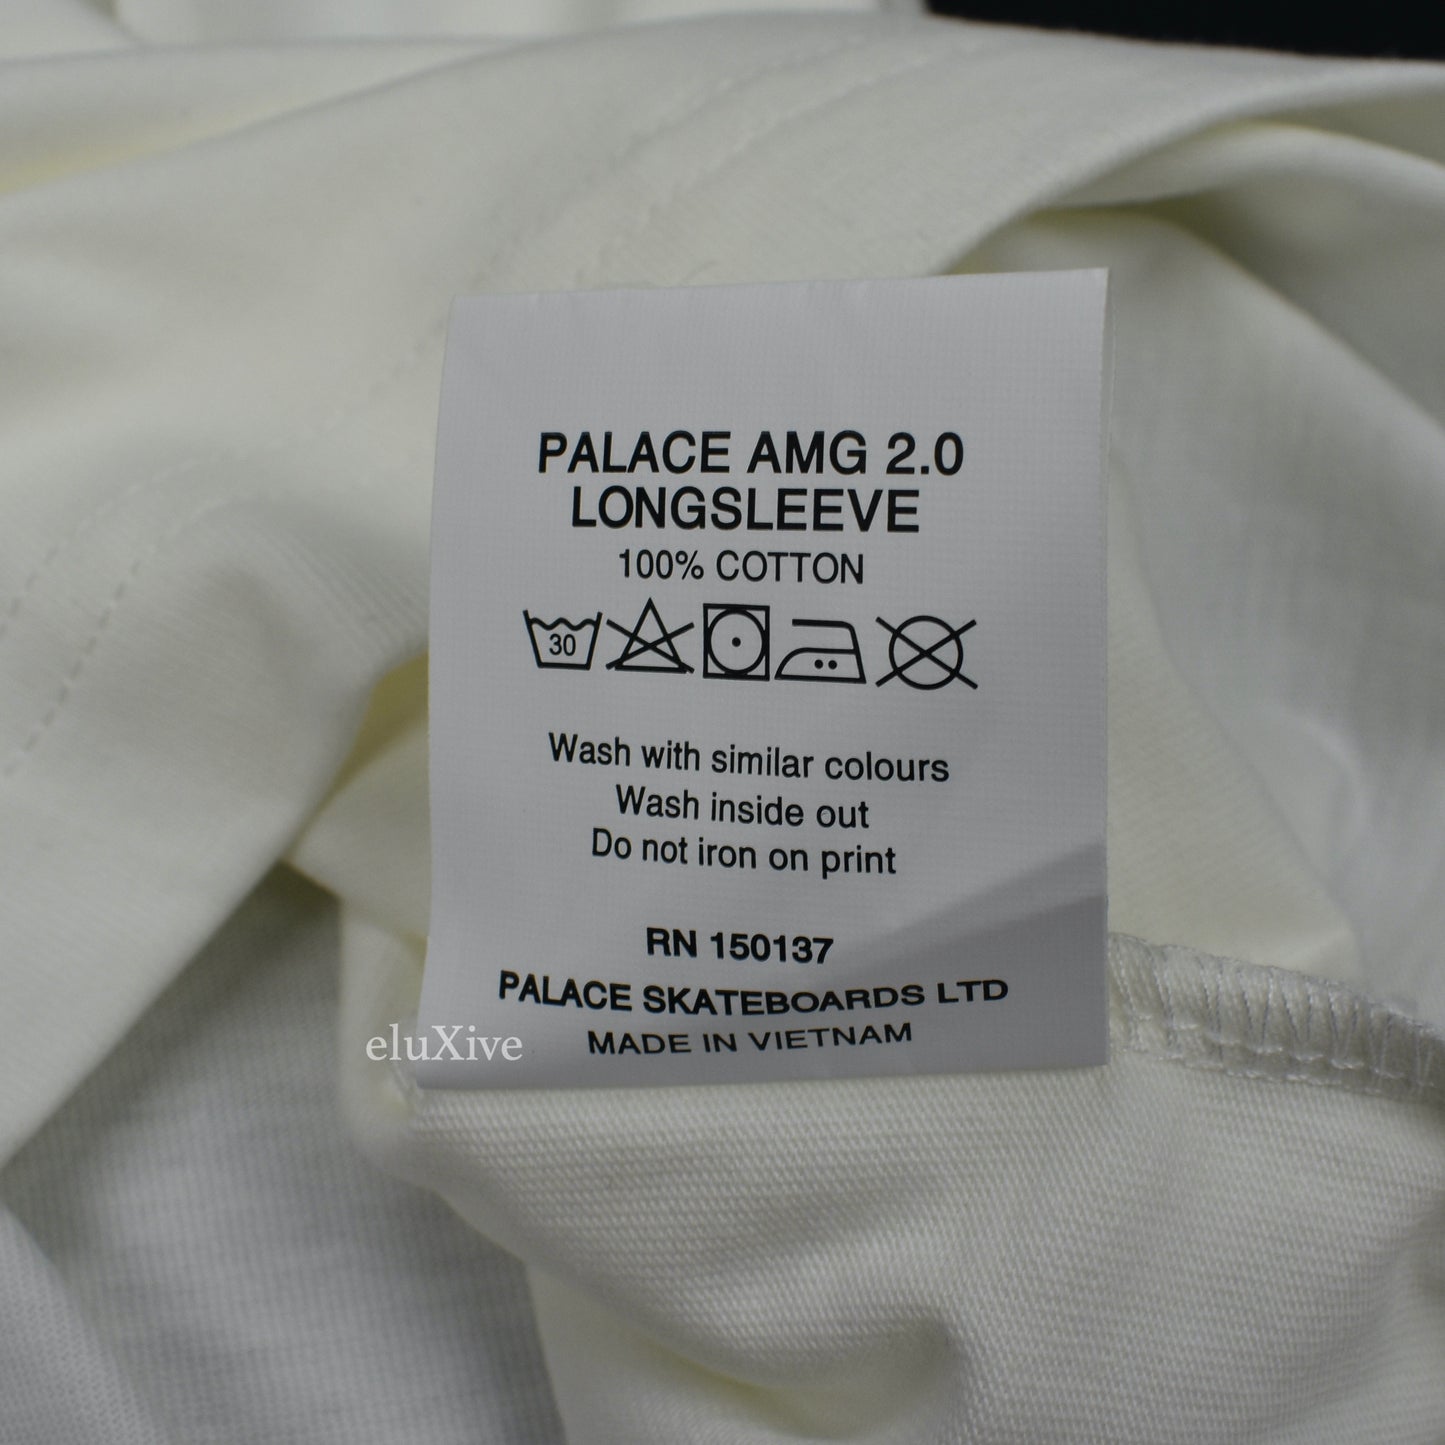 PALACE AMG 2.0
LONGSLEEVE
100% COTTON
30
Wash with similar colours
Wash inside out
Do not iron on print
RN 150137
PALACE SKATEBOARDS LTD
MADE IN VIETNAM
eluXive